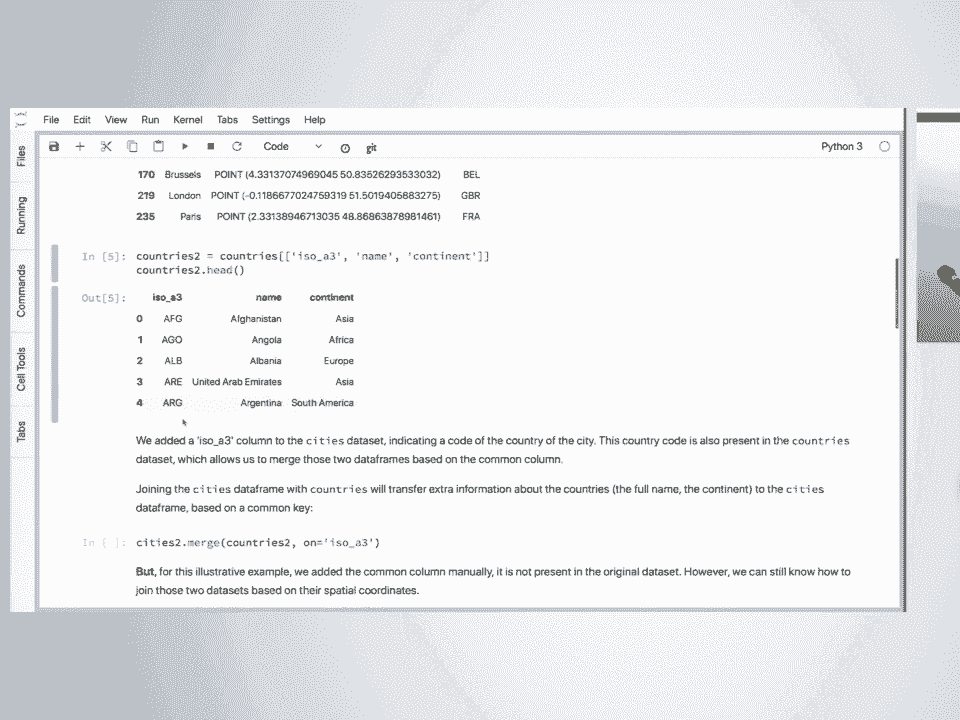 File Edit View Run Kernel Tabs Settings Help
Code
git
Python 3
Files
Running
Commands
Cell Tools
Tabs
170 Brussels POINT (4.33137074969045 50.83526293533032) BEL
219 London POINT (-0.1186677024759319 51.5019405883275) GBR
235 Paris POINT (2.33138946713035 48.86863878981461) FRA
In [5]: countries2 = countries[['iso_a3', 'name', 'continent']]
countries2.head()
Out[5]: iso_a3 name continent
0 AFG Afghanistan Asia
1 AGO Angola Africa
2 ALB Albania Europe
3 ARE United Arab Emirates Asia
4 ARG Argentina South America
We added a 'iso_a3' column to the cities dataset, indicating a code of the country of the city. This country code is also present in the countries
dataset, which allows us to merge those two dataframes based on the common column.
Joining the cities dataframe with countries will transfer extra information about the countries (the full name, the continent) to the cities
dataframe, based on a common key:
In [ ]: cities2.merge(countries2, on='iso_a3')
But, for this illustrative example, we added the common column manually, it is not present in the original dataset. However, we can still know how to
join those two datasets based on their spatial coordinates.